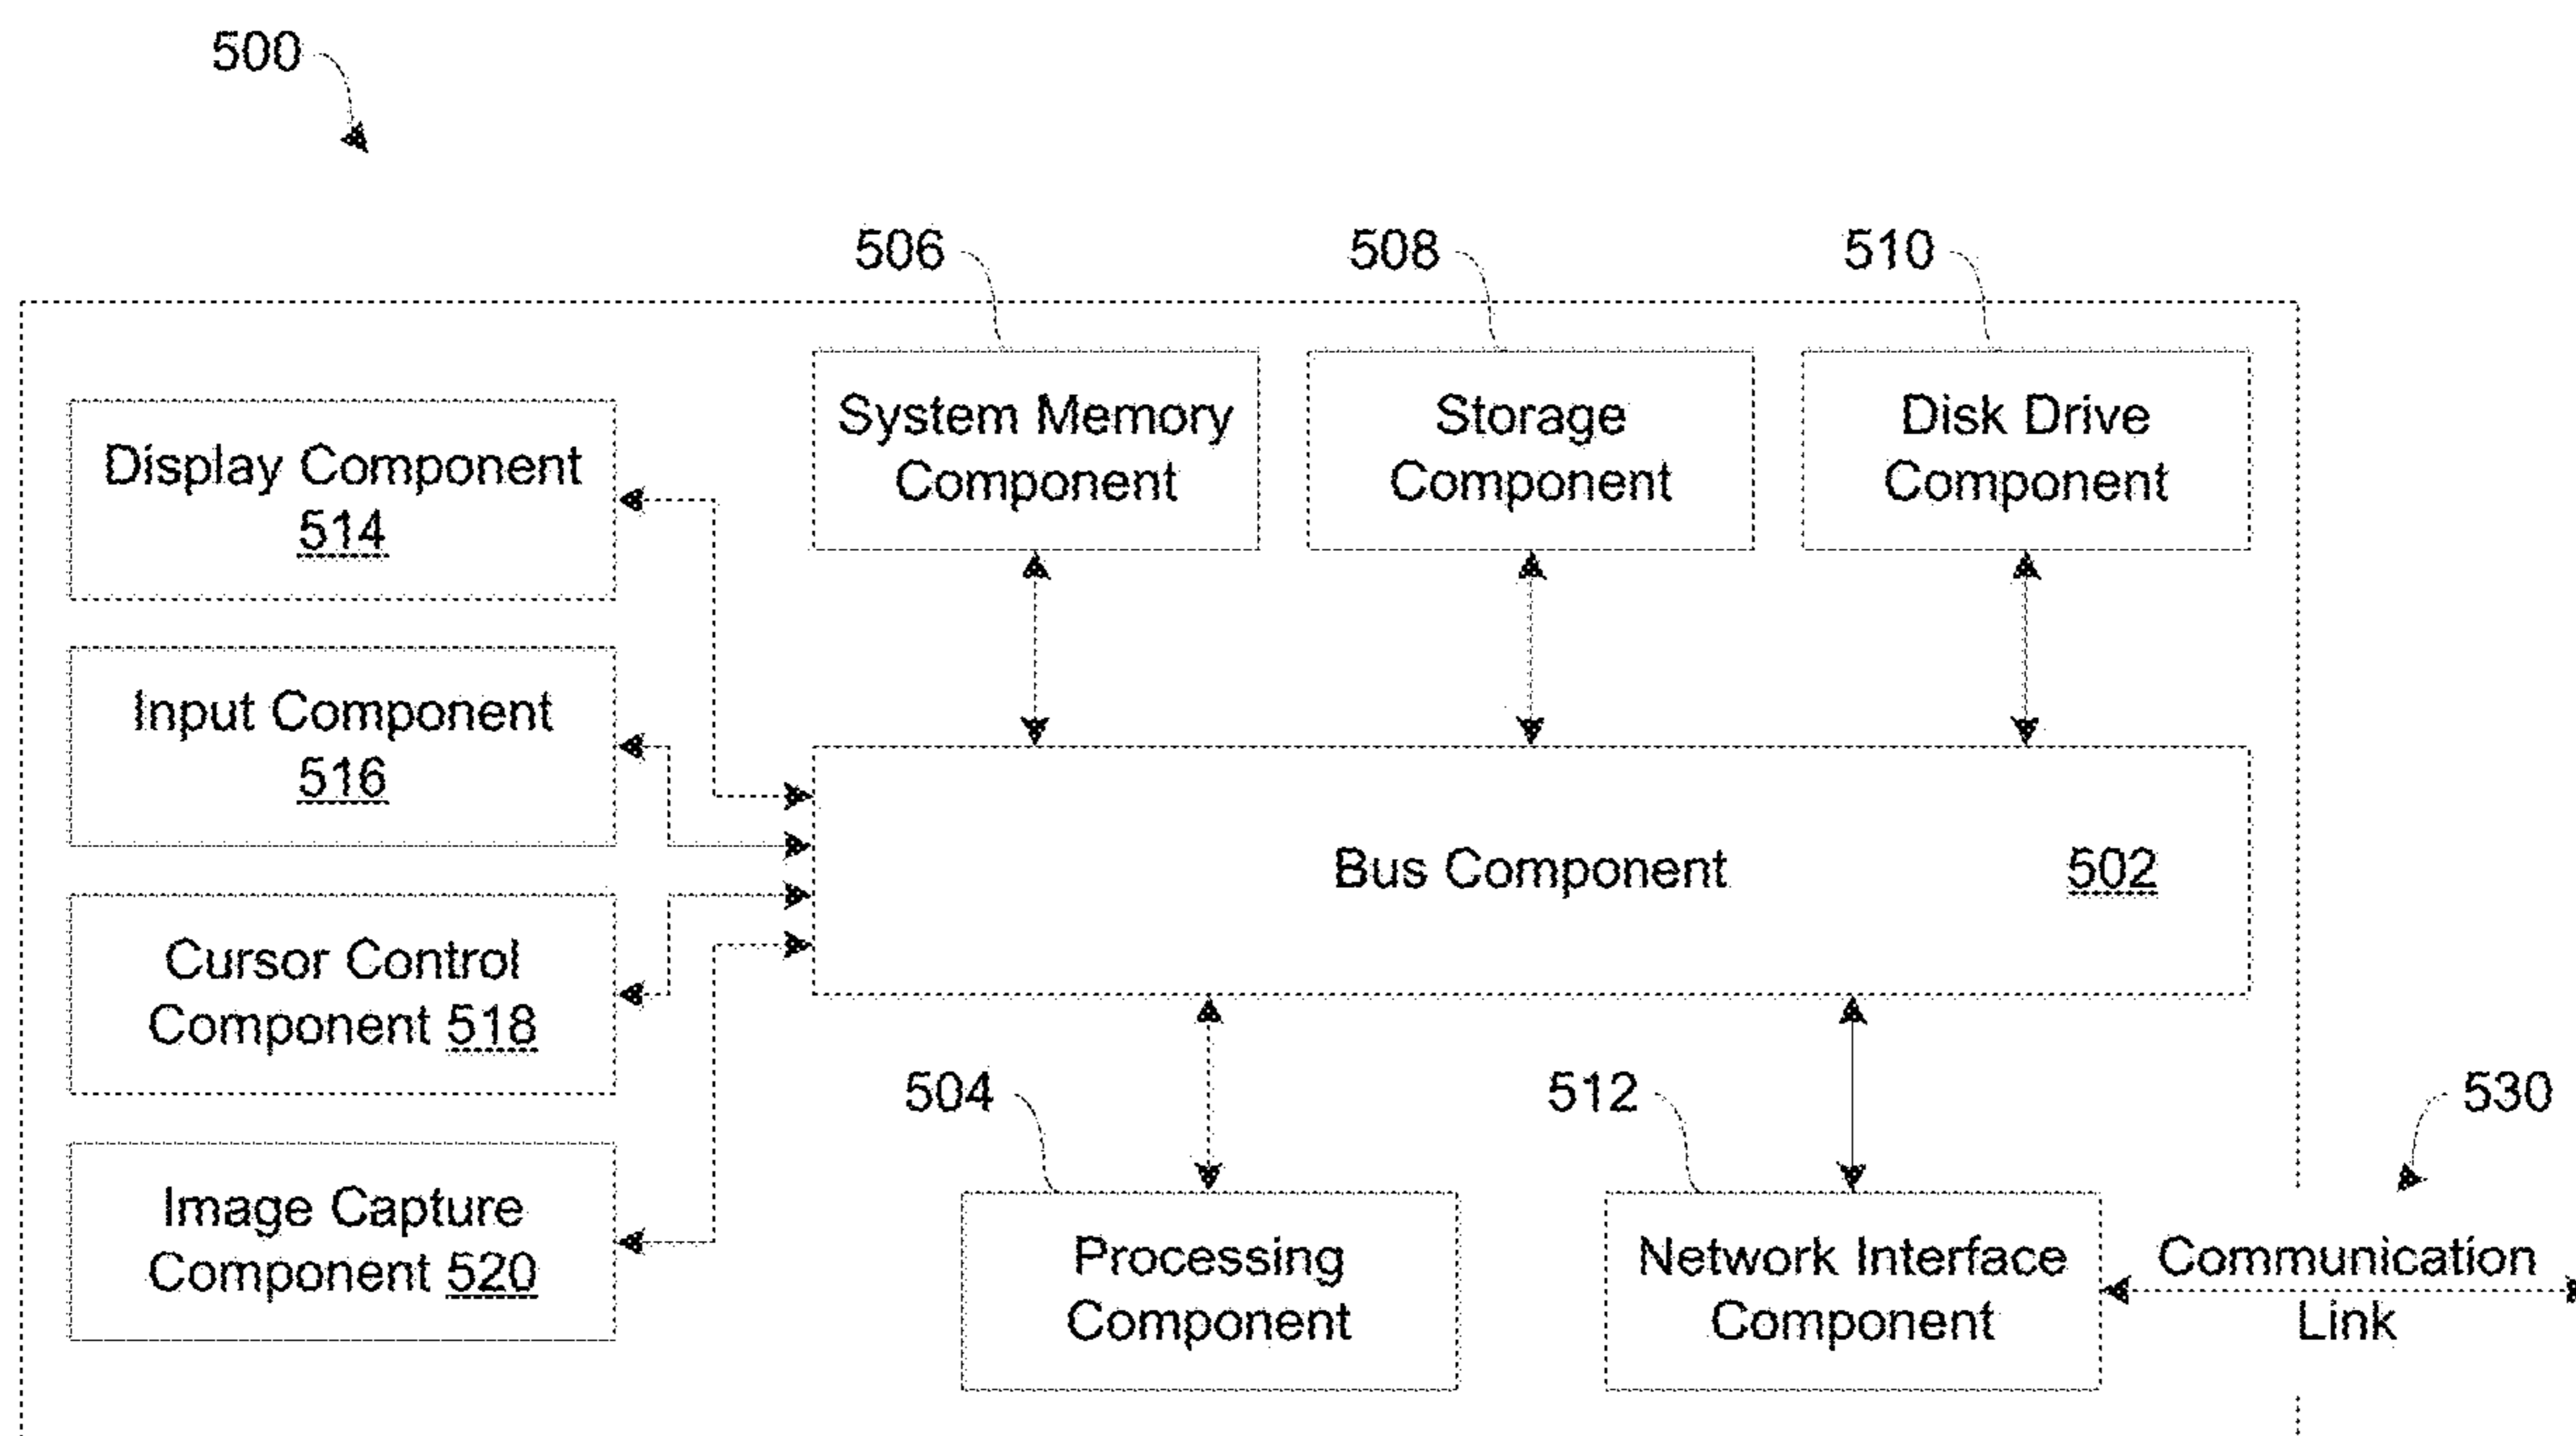 500
506
508
510
System Memory
Component
Storage
Component
Disk Drive
Component
Display Component
514
Input Component
516
Cursor Control
Component 518
Image Capture
Component 520
Bus Component 502
504
512
530
Processing
Component
Network Interface
Component
Communication
Link